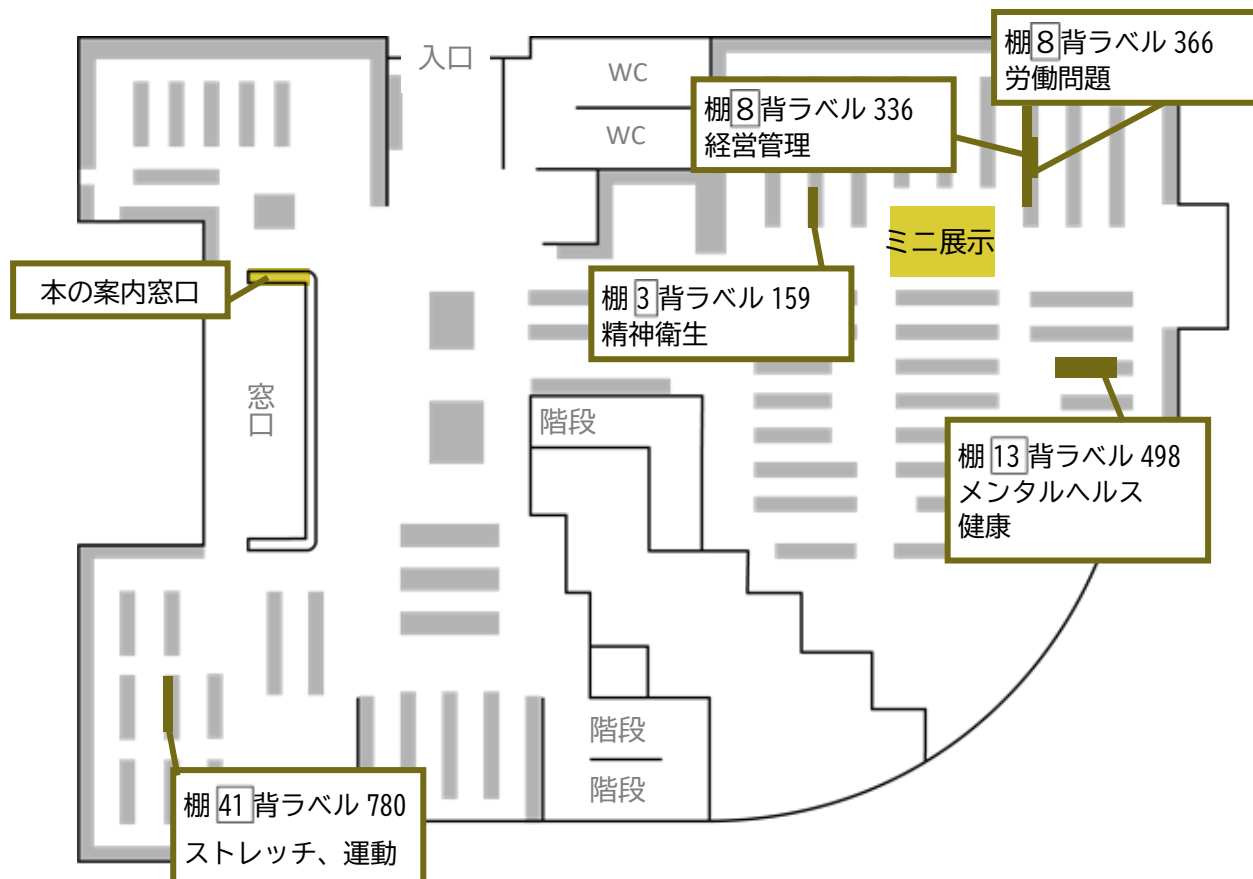 入口
WC
WC
棚8背ラベル 366
労働問題
棚8背ラベル 336
経営管理
ミニ展示
本の案内窓口
棚3背ラベル 159
精神衛生
窓口
階段
棚13背ラベル 498
メンタルヘルス
健康
階段
階段
棚41背ラベル 780
ストレッチ、運動